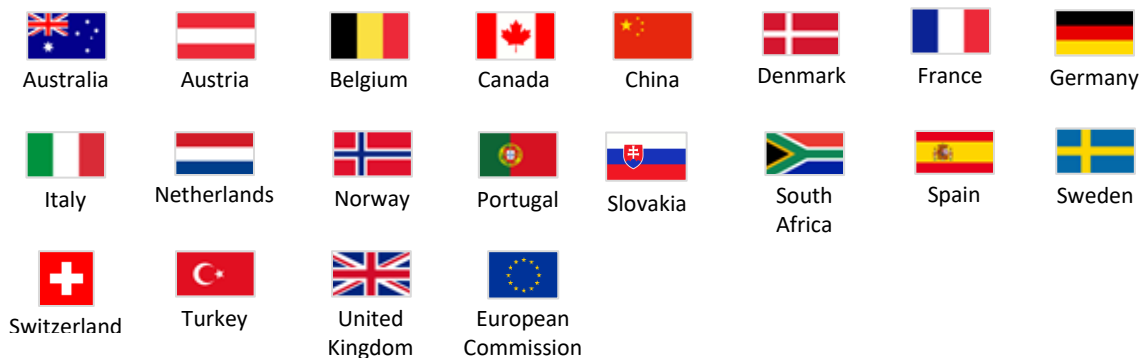 Australia
Austria
Belgium
Canada
China
Denmark
France
Germany
Italy
Netherlands
Norway
Portugal
Slovakia
South
Africa
Spain
Sweden
Switzerland
Turkey
United
Kingdom
European
Commission